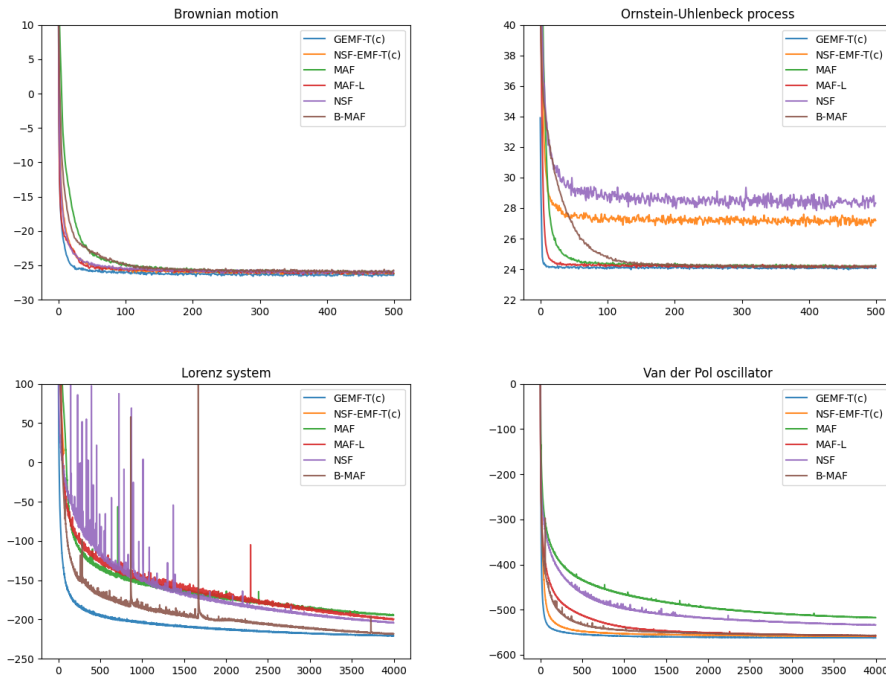 Brownian motion
10
5
0
−5
−10
−15
−20
−25
−30
0
100
200
300
400
500
GEMF-T(c)
NSF-EMF-T(c)
MAF
MAF-L
NSF
B-MAF
Ornstein-Uhlenbeck process
40
38
36
34
32
30
28
26
24
22
0
100
200
300
400
500
GEMF-T(c)
NSF-EMF-T(c)
MAF
MAF-L
NSF
B-MAF
Lorenz system
100
50
0
−50
−100
−150
−200
−250
0
500
1000
1500
2000
2500
3000
3500
4000
GEMF-T(c)
NSF-EMF-T(c)
MAF
MAF-L
NSF
B-MAF
Van der Pol oscillator
0
−100
−200
−300
−400
−500
−600
0
500
1000
1500
2000
2500
3000
3500
4000
GEMF-T(c)
NSF-EMF-T(c)
MAF
MAF-L
NSF
B-MAF